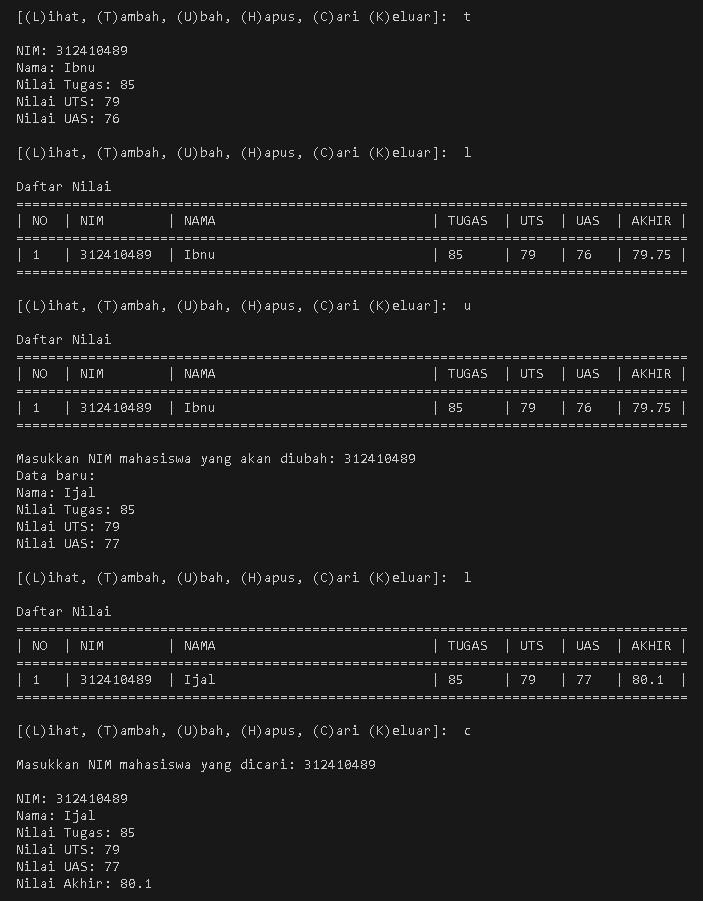 [(L)ihat, (T)ambah, (U)bah, (H)apus, (C)ari (K)eluar]:  t
NIM: 312410489
Nama: Ibnu
Nilai Tugas: 85
Nilai UTS: 79
Nilai UAS: 76
[(L)ihat, (T)ambah, (U)bah, (H)apus, (C)ari (K)eluar]:  l
Daftar Nilai
====================================================================================
| NO  | NIM        | NAMA                           | TUGAS  | UTS  | UAS  | AKHIR |
====================================================================================
| 1   | 312410489  | Ibnu                           | 85     | 79   | 76   | 79.75 |
====================================================================================
[(L)ihat, (T)ambah, (U)bah, (H)apus, (C)ari (K)eluar]:  u
Daftar Nilai
====================================================================================
| NO  | NIM        | NAMA                           | TUGAS  | UTS  | UAS  | AKHIR |
====================================================================================
| 1   | 312410489  | Ibnu                           | 85     | 79   | 76   | 79.75 |
====================================================================================
Masukkan NIM mahasiswa yang akan diubah: 312410489
Data baru:
Nama: Ijal
Nilai Tugas: 85
Nilai UTS: 79
Nilai UAS: 77
[(L)ihat, (T)ambah, (U)bah, (H)apus, (C)ari (K)eluar]:  l
Daftar Nilai
====================================================================================
| NO  | NIM        | NAMA                           | TUGAS  | UTS  | UAS  | AKHIR |
====================================================================================
| 1   | 312410489  | Ijal                           | 85     | 79   | 77   | 80.1  |
====================================================================================
[(L)ihat, (T)ambah, (U)bah, (H)apus, (C)ari (K)eluar]:  c
Masukkan NIM mahasiswa yang dicari: 312410489
NIM: 312410489
Nama: Ijal
Nilai Tugas: 85
Nilai UTS: 79
Nilai UAS: 77
Nilai Akhir: 80.1